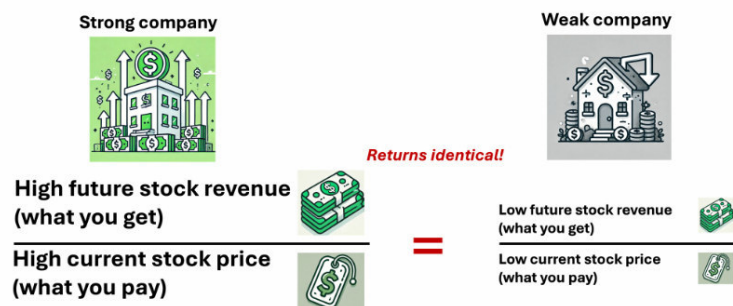 Strong company
Weak company
Returns identical!
High future stock revenue
(what you get)
High current stock price
(what you pay)
=
Low future stock revenue
(what you get)
Low current stock price
(what you pay)